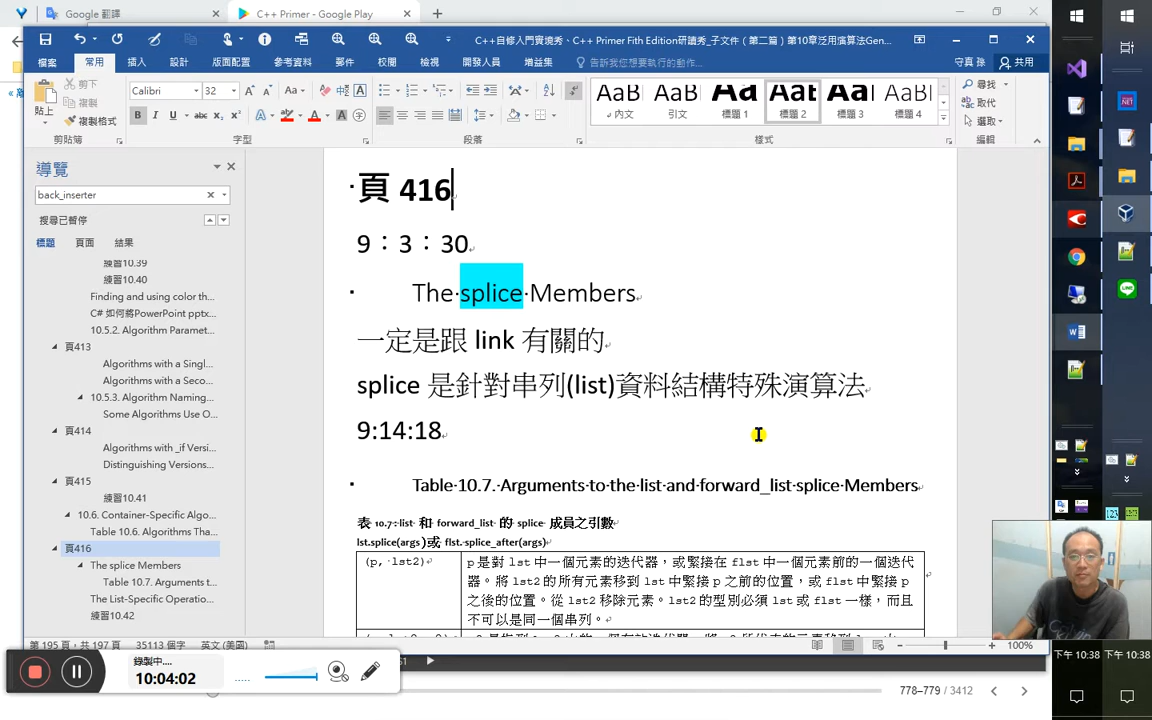 Google 翻譯
C++ Primer - Google Play
C++自修入門實境秀、C++ Primer Fith Edition研讀秀_子文件（第二篇）第10章泛用演算法Gen...
檔案 常用 插入 設計 版面配置 參考資料 郵件 校閱 檢視 開發人員 增益集 告訴我您想要執行的動作... 守真 孫 共用
貼上
剪下
複製
複製格式
Calibri 32
AaB AaB Aa Aat Aal AaBl
內文 引文 標題 1 標題 2 標題 3 標題 4
尋找
取代
選取
剪貼簿 字型 段落 樣式 編輯
導覽
back_inserter
搜尋已暫停
標題 頁面 結果
練習10.39
練習10.40
Finding and using color th...
C# 如何將PowerPoint pptx...
10.5.2. Algorithm Paramet...
頁413
Algorithms with a Singl...
Algorithms with a Seco...
10.5.3. Algorithm Naming...
Some Algorithms Use O...
頁414
Algorithms with _if Versi...
Distinguishing Versions...
頁415
練習10.41
10.6. Container-Specific Algo...
Table 10.6. Algorithms Tha...
頁416
The splice Members
Table 10.7. Arguments t...
The List-Specific Operatio...
練習10.42
頁 416
9：3：30
The splice Members
一定是跟 link 有關的
splice 是針對串列(list)資料結構特殊演算法
9:14:18
Table 10.7. Arguments to the list and forward_list splice Members
表 10.7：list 和 forward_list 的 splice 成員之引數
lst.splice(args)或 flst.splice_after(args)
(p, lst2)
p 是對 lst 中一個元素的迭代器，或緊接在 flst 中一個元素前的一個迭代
器。將 lst2 的所有元素移到 lst 中緊接 p 之前的位置，或 flst 中緊接 p
之後的位置。從 lst2 移除元素。lst2 的型別必須 lst 或 flst 一樣，而且
不可以是同一個串列。
第 195 頁，共 197 頁 35113 個字 英文 (美國)
100%
錄製中....
10:04:02
778–779 / 3412
下午 10:38
下午 10:38